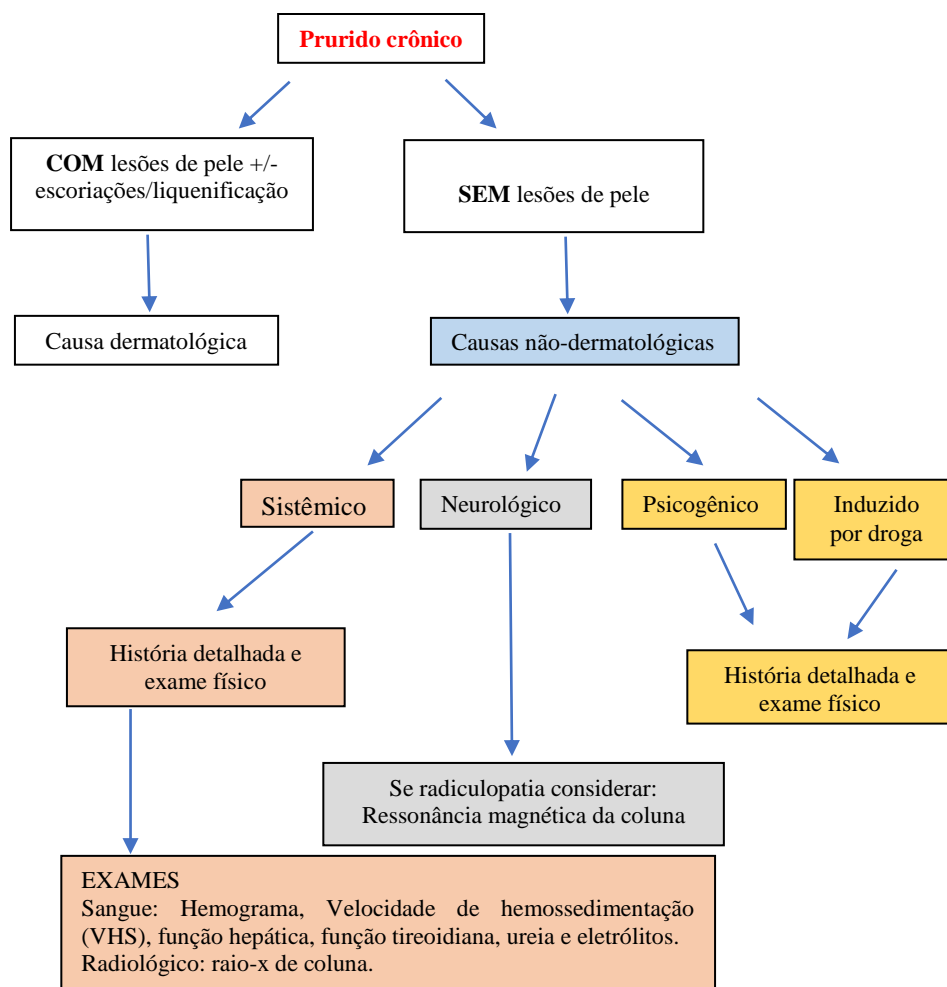 Prurido crônico
COM lesões de pele +/-
escoriações/liquenificação
SEM lesões de pele
Causa dermatológica
Causas não-dermatológicas
Sistêmico
Neurológico
Psicogênico
Induzido
por droga
História detalhada e
exame físico
História detalhada e
exame físico
Se radiculopatia considerar:
Ressonância magnética da coluna
EXAMES
Sangue: Hemograma, Velocidade de hemossedimentação
(VHS), função hepática, função tireoidiana, ureia e eletrólitos.
Radiológico: raio-x de coluna.